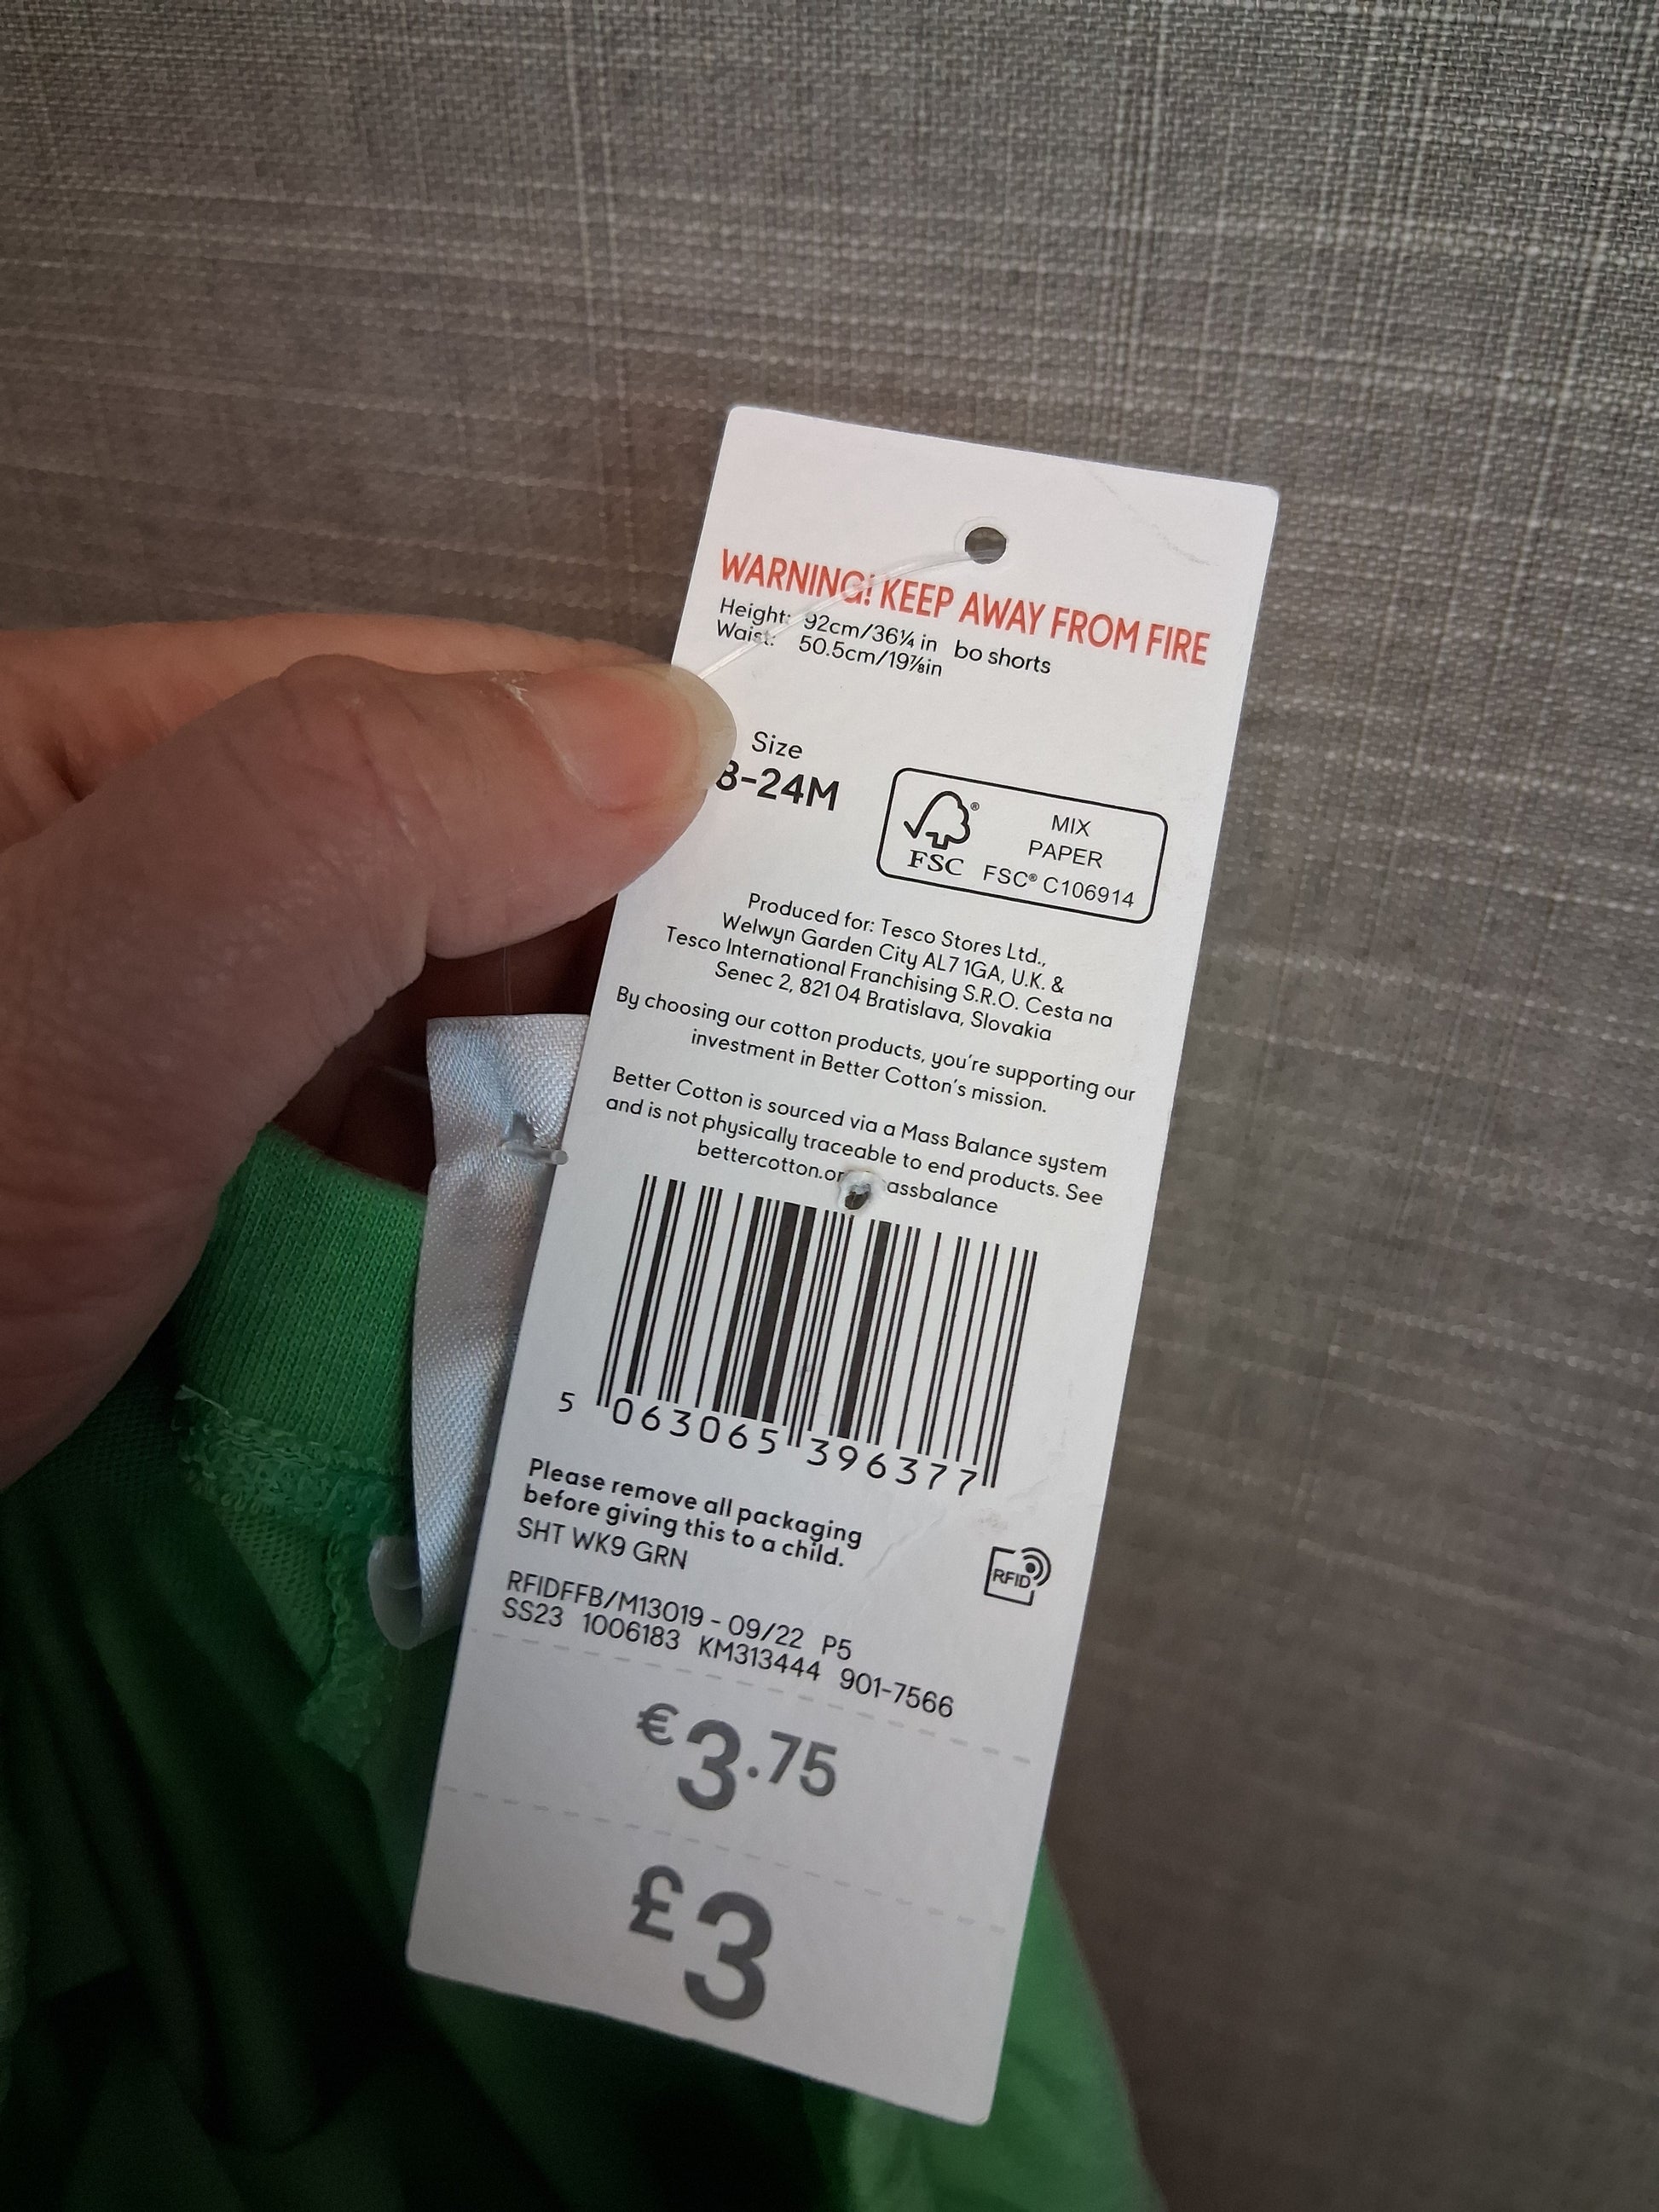 WARNING! KEEP AWAY FROM FIRE
Height: 92cm/36¼ in bo shorts
Waist: 50.5cm/19⅞in
Size
8-24M
FSC®
MIX
PAPER
FSC® C106914
Produced for: Tesco Stores Ltd.,
Welwyn Garden City AL7 1GA, U.K. &
Tesco International Franchising S.R.O. Cesta na
Senec 2, 821 04 Bratislava, Slovakia
By choosing our cotton products, you're supporting our
investment in Better Cotton's mission.
Better Cotton is sourced via a Mass Balance system
and is not physically traceable to end products. See
bettercotton.or assbalance
5 063065 396377
Please remove all packaging
before giving this to a child.
SHT WK9 GRN
RFID
RFIDFFB/M13019 - 09/22 P5
SS23 1006183 KM313444 901-7566
€3.75
£3